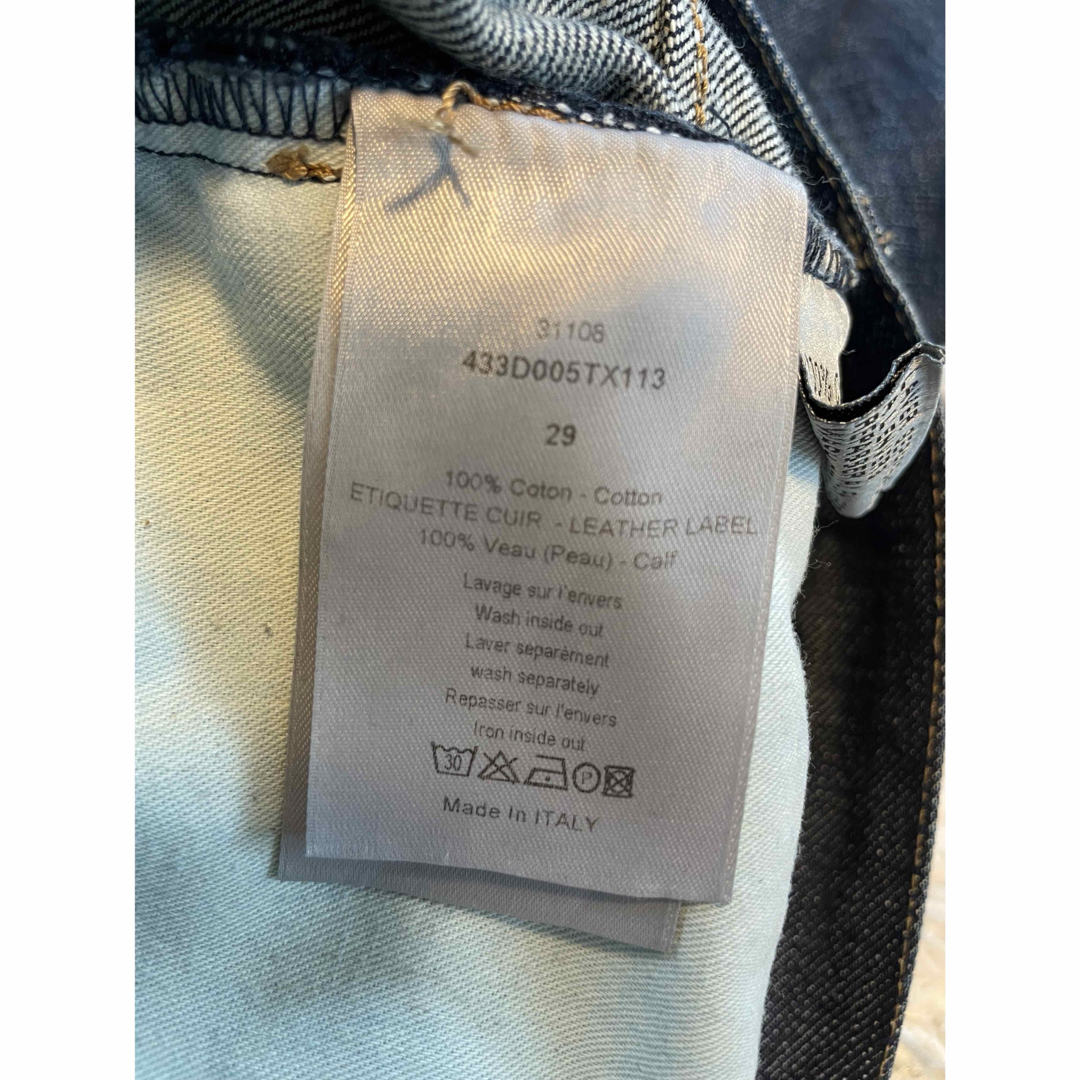 31108
433D005TX113
29
100% Coton - Cotton
ETIQUETTE CUIR - LEATHER LABEL
100% Veau (Peau) - Calf
Lavage sur l'envers
Wash inside out
Laver separément
wash separately
Repasser sur l'envers
Iron inside out
30 P
Made In ITALY